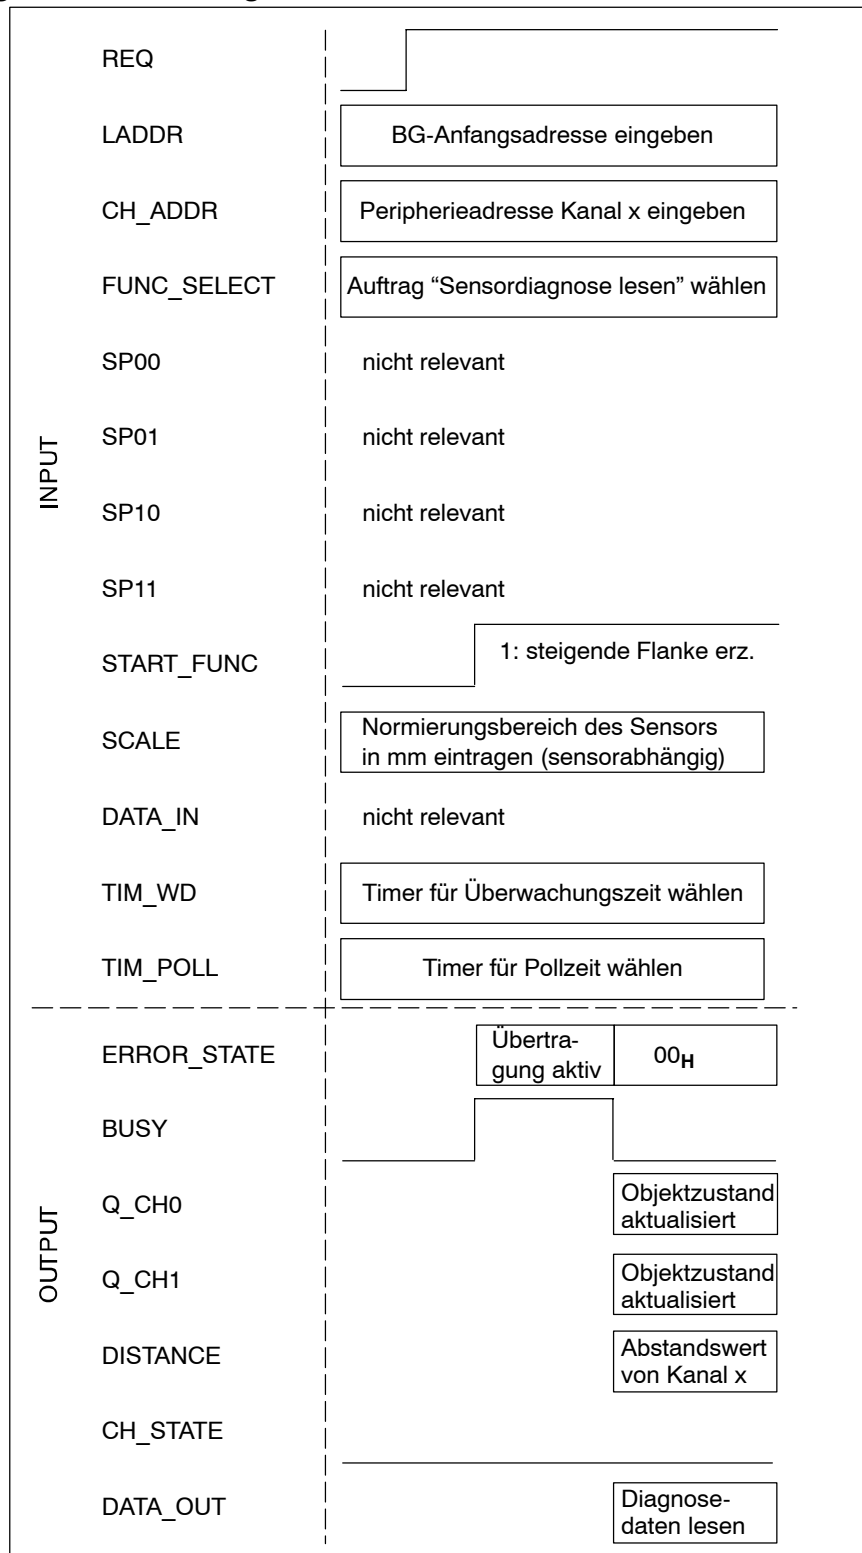 REQ
LADDR BG-Anfangsadresse eingeben
CH_ADDR Peripherieadresse Kanal x eingeben
FUNC_SELECT Auftrag “Sensordiagnose lesen” wählen
SP00 nicht relevant
SP01 nicht relevant
INPUT
SP10 nicht relevant
SP11 nicht relevant
START_FUNC 1: steigende Flanke erz.
SCALE Normierungsbereich des Sensors
in mm eintragen (sensorabhängig)
DATA_IN nicht relevant
TIM_WD Timer für Überwachungszeit wählen
TIM_POLL Timer für Pollzeit wählen
ERROR_STATE Übertra-
gung aktiv 00H
BUSY
Q_CH0 Objektzustand
aktualisiert
OUTPUT
Q_CH1 Objektzustand
aktualisiert
DISTANCE Abstandswert
von Kanal x
CH_STATE
DATA_OUT Diagnose-
daten lesen